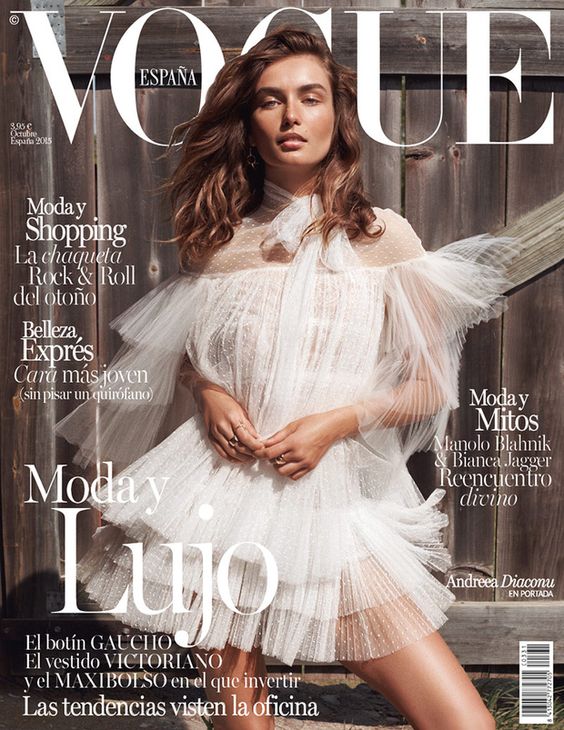 ©
VOGUE
ESPAÑA
3,95 €
Octubre
España 2015
Moda y
Shopping
La chaqueta
Rock & Roll
del otoño
Belleza
Exprés
Cara más joven
(sin pisar un quirófano)
Moda y
Mitos
Manolo Blahnik
& Bianca Jagger
Reencuentro
divino
Moda y
Lujo
Andreea Diaconu
EN PORTADA
El botín GAUCHO
El vestido VICTORIANO
y el MAXIBOLSO en el que invertir
Las tendencias visten la oficina
00331